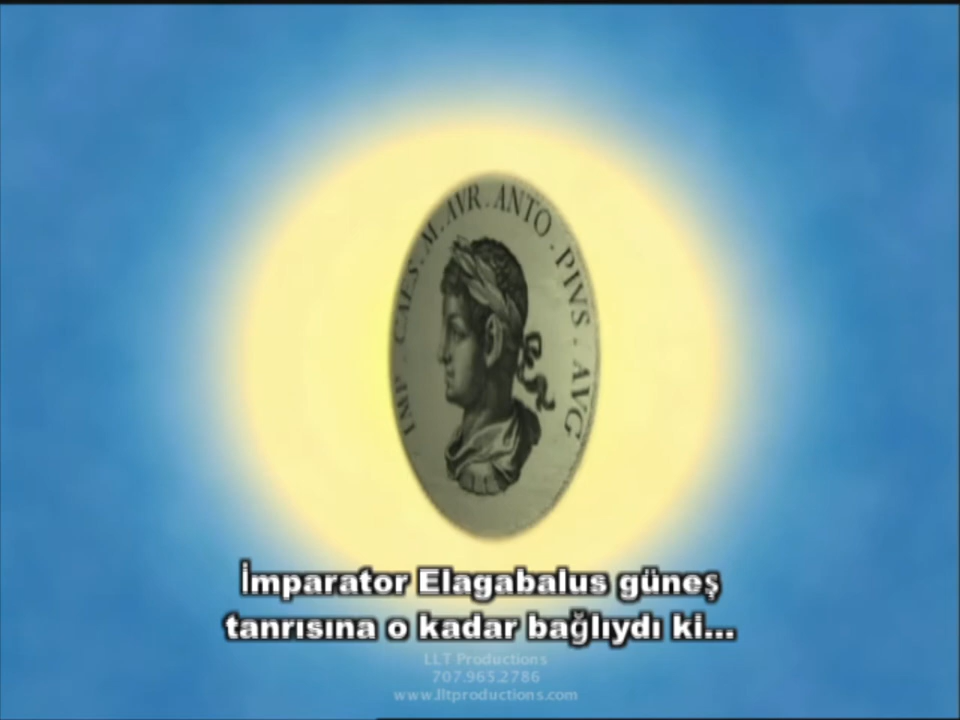 IMP · CAES · M · AVR · ANTO · PIVS · AVG
İmparator Elagabalus güneş
tanrısına o kadar bağlıydı ki...
LLT Productions
707.965.2786
www.lltproductions.com